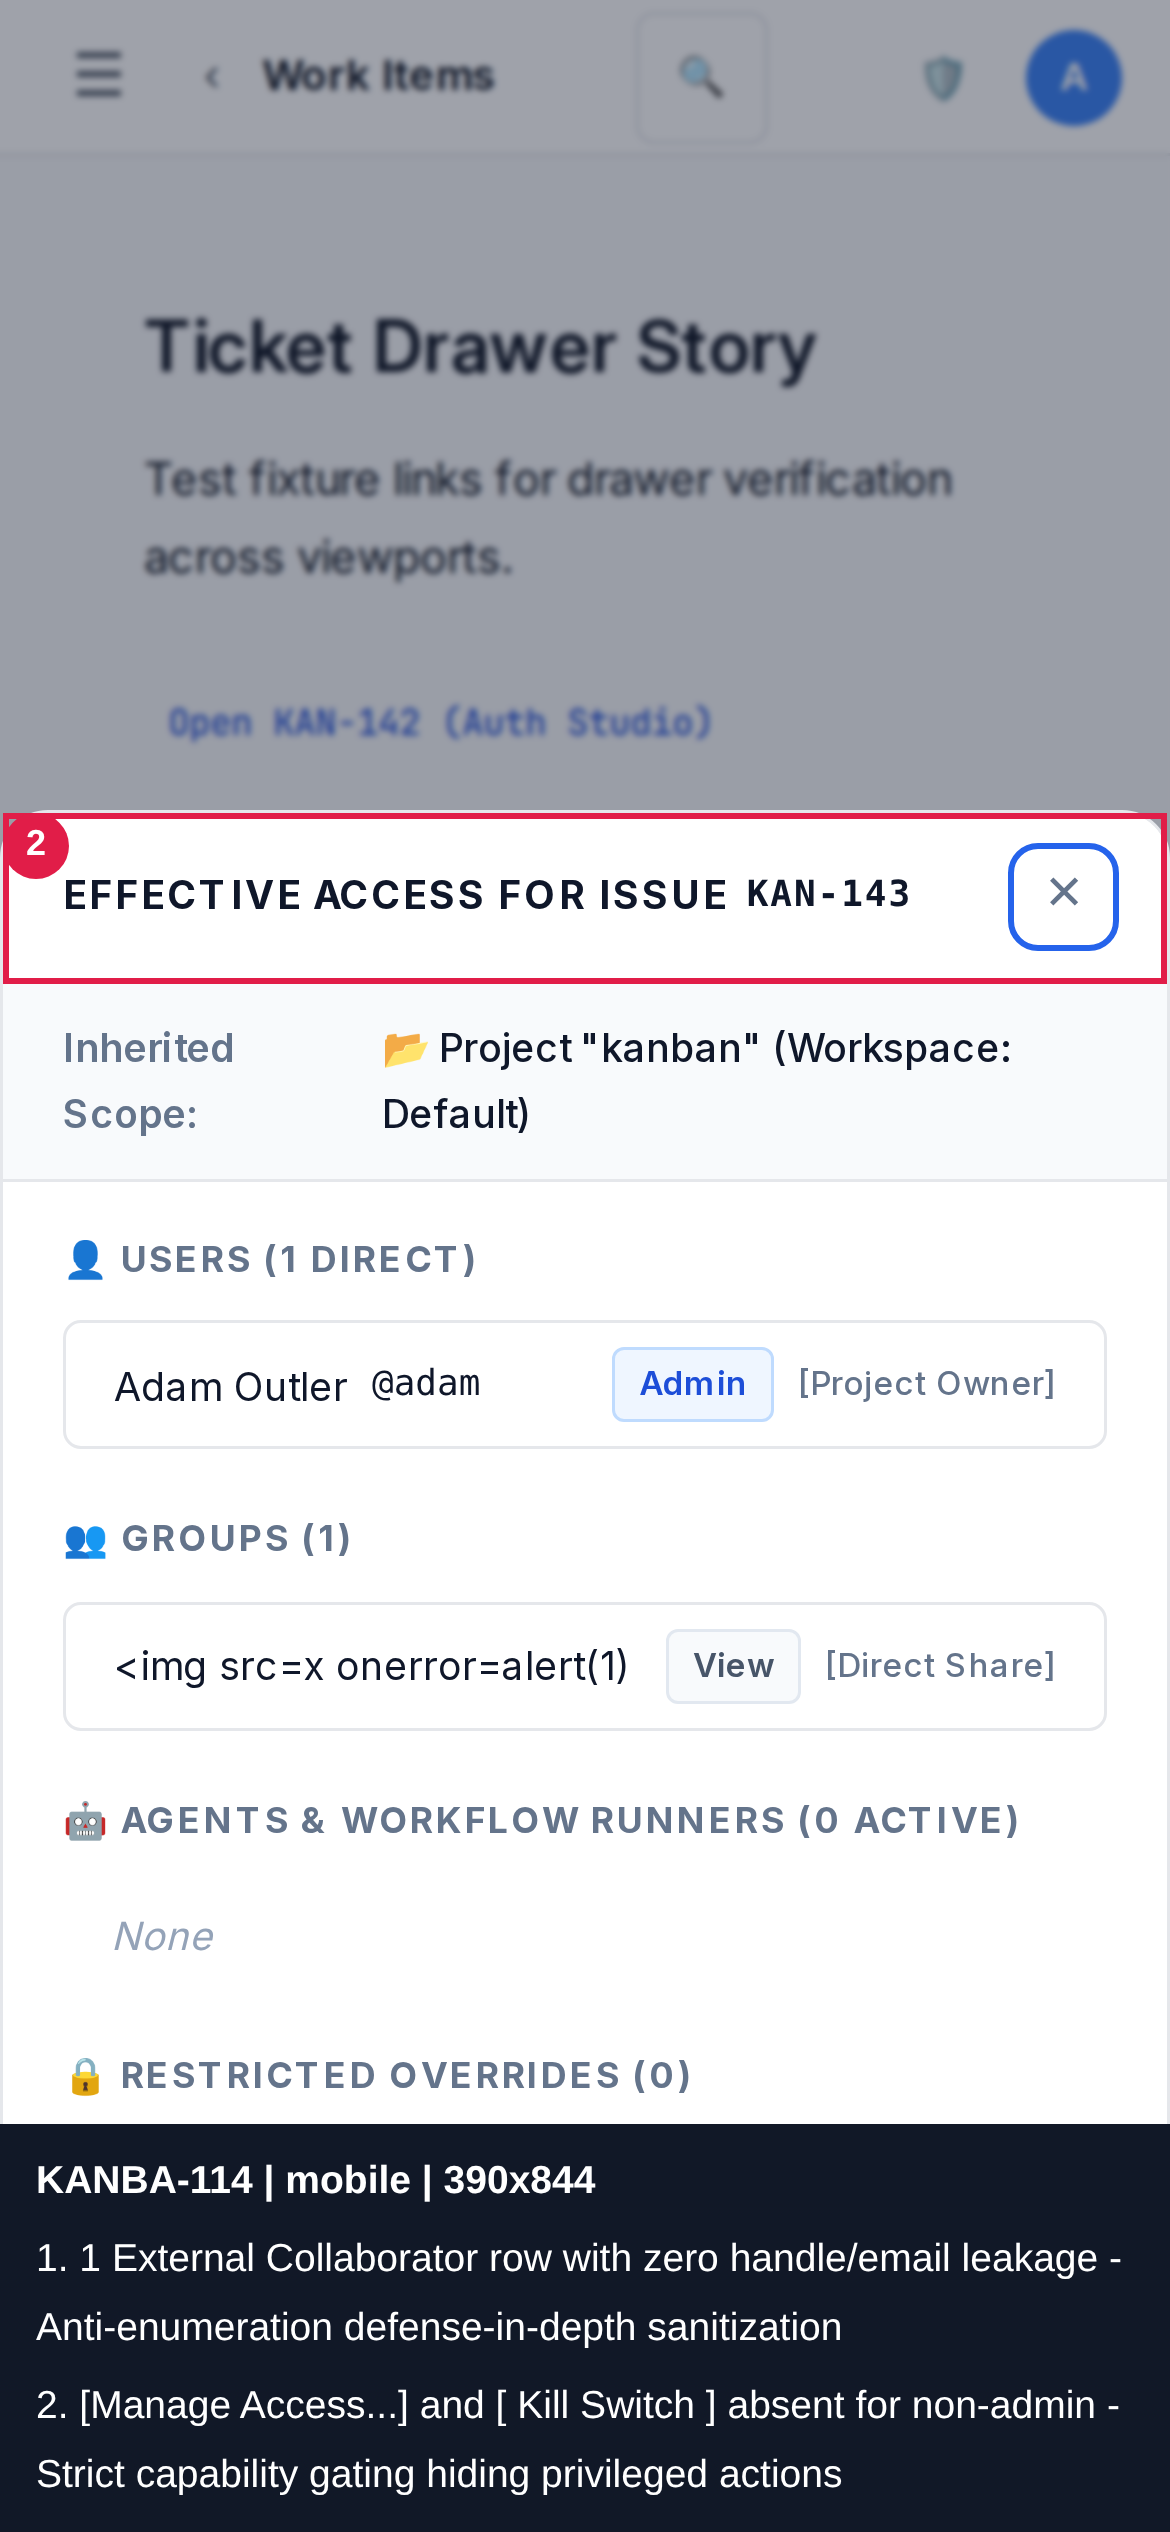 Work Items
A
Ticket Drawer Story
Test fixture links for drawer verification
across viewports.
Open KAN-142 (Auth Studio)
2
EFFECTIVE ACCESS FOR ISSUE KAN-143
Inherited Scope:
📂 Project "kanban" (Workspace: Default)
👤 USERS (1 DIRECT)
Adam Outler @adam Admin [Project Owner]
👥 GROUPS (1)
<img src=x onerror=alert(1) View [Direct Share]
🤖 AGENTS & WORKFLOW RUNNERS (0 ACTIVE)
None
🔒 RESTRICTED OVERRIDES (0)
KANBA-114 | mobile | 390x844
1. 1 External Collaborator row with zero handle/email leakage -
Anti-enumeration defense-in-depth sanitization
2. [Manage Access...] and [ Kill Switch ] absent for non-admin -
Strict capability gating hiding privileged actions